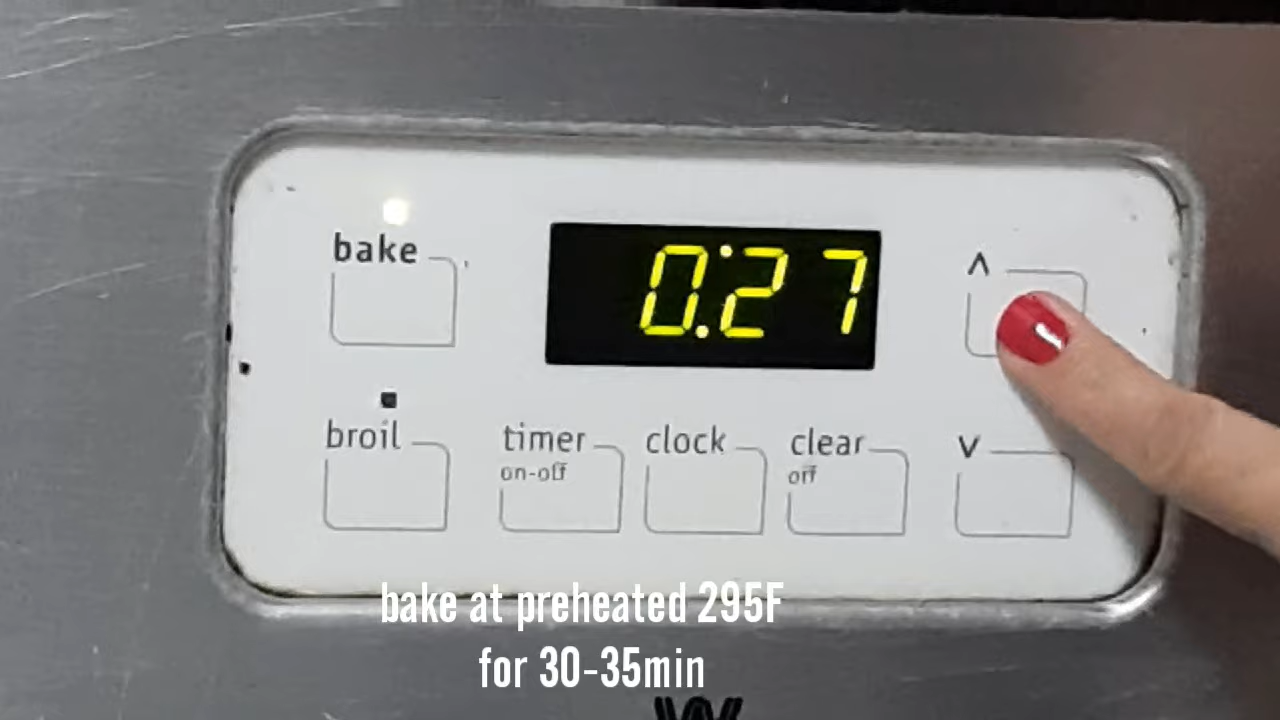 bake
0:27
^
broil
timer
on-off
clock
clear
off
v
bake at preheated 295F
for 30-35min